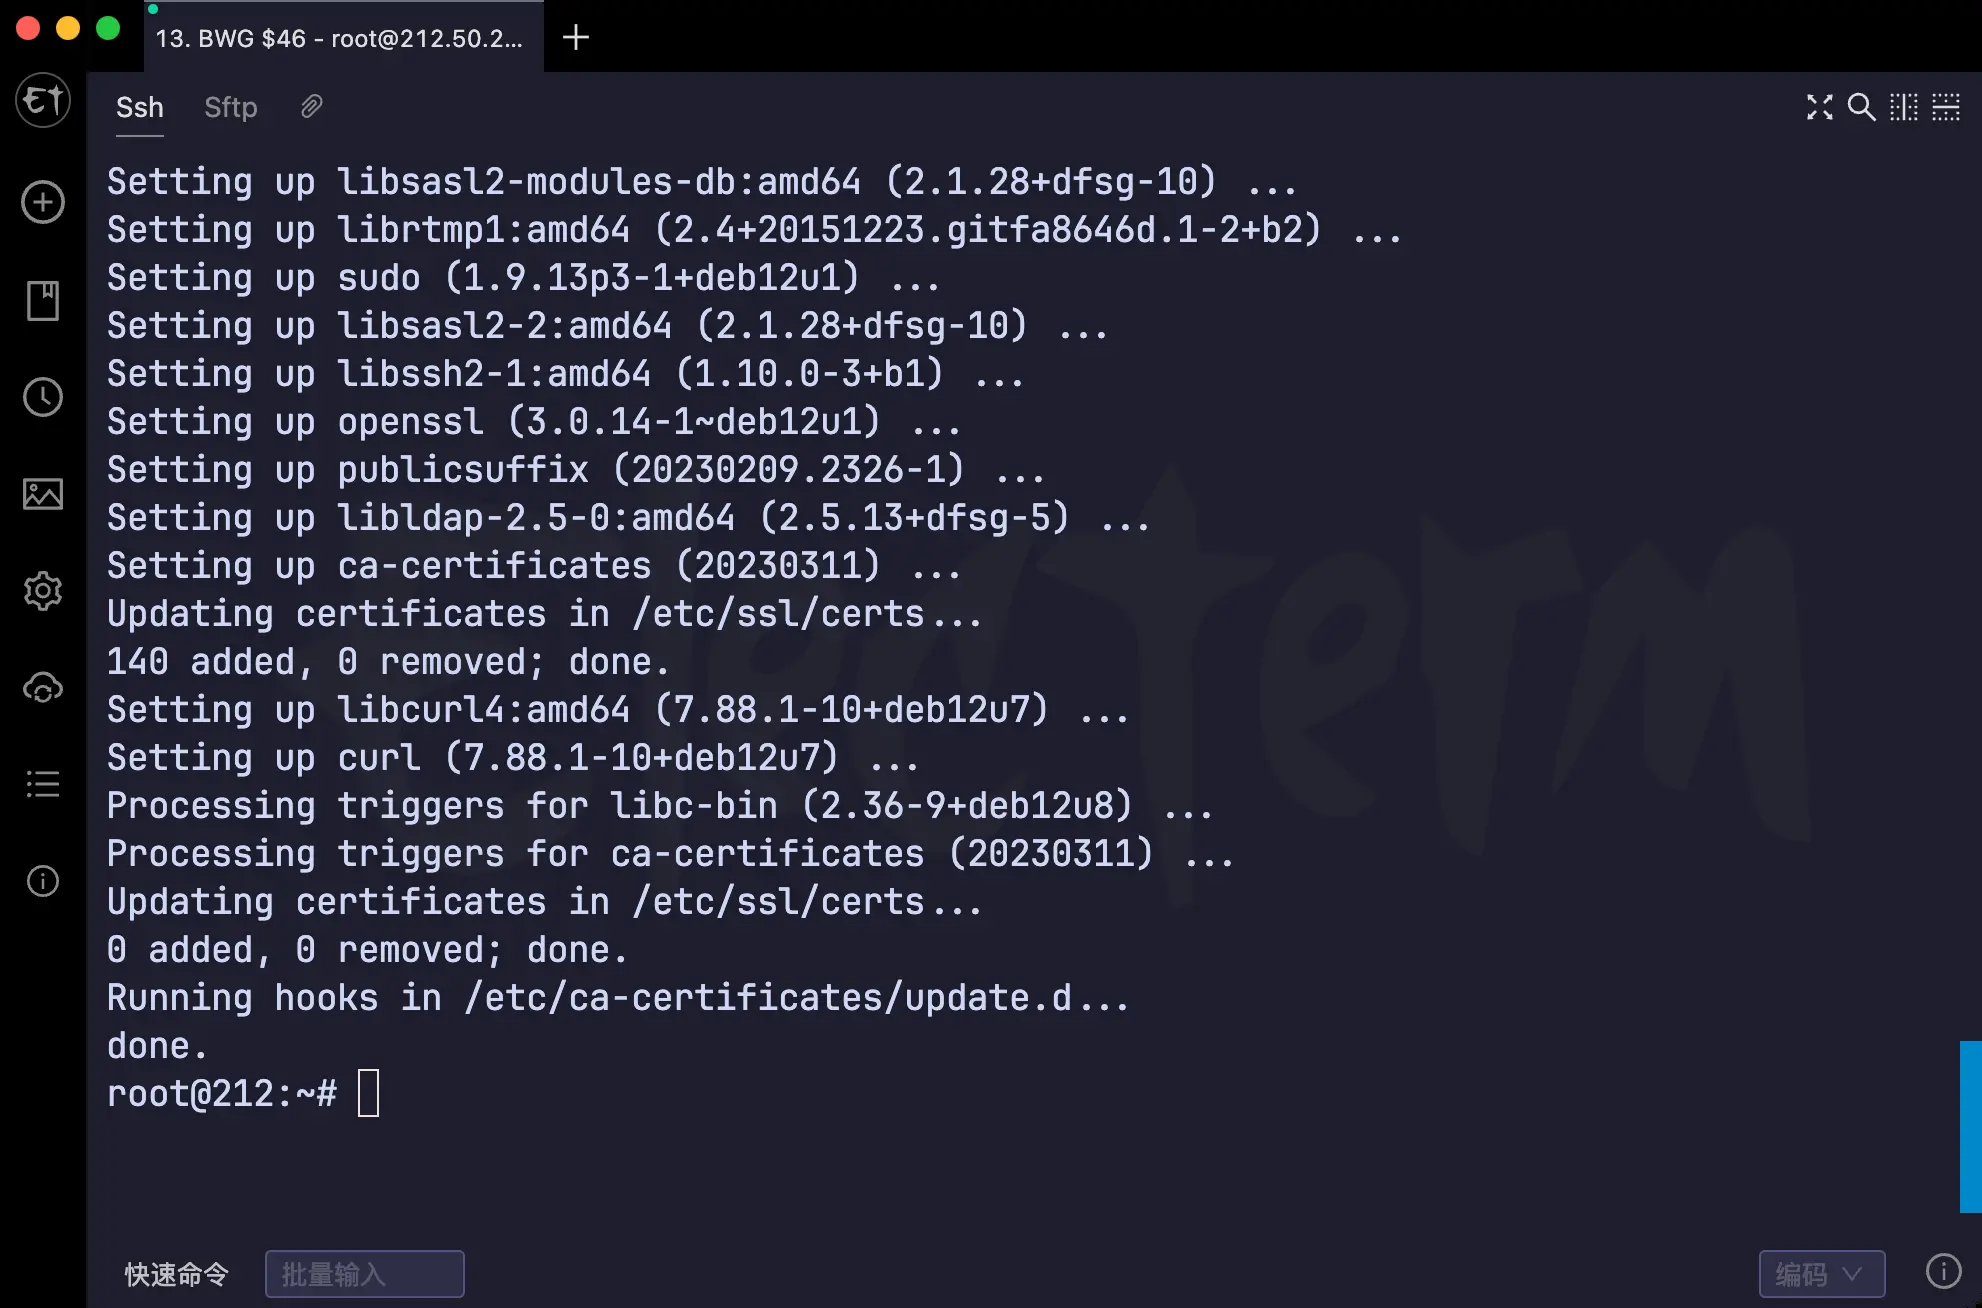 13. BWG $46 - root@212.50.2...
Ssh Sftp
Setting up libsasl2-modules-db:amd64 (2.1.28+dfsg-10) ...
Setting up librtmp1:amd64 (2.4+20151223.gitfa8646d.1-2+b2) ...
Setting up sudo (1.9.13p3-1+deb12u1) ...
Setting up libsasl2-2:amd64 (2.1.28+dfsg-10) ...
Setting up libssh2-1:amd64 (1.10.0-3+b1) ...
Setting up openssl (3.0.14-1~deb12u1) ...
Setting up publicsuffix (20230209.2326-1) ...
Setting up libldap-2.5-0:amd64 (2.5.13+dfsg-5) ...
Setting up ca-certificates (20230311) ...
Updating certificates in /etc/ssl/certs...
140 added, 0 removed; done.
Setting up libcurl4:amd64 (7.88.1-10+deb12u7) ...
Setting up curl (7.88.1-10+deb12u7) ...
Processing triggers for libc-bin (2.36-9+deb12u8) ...
Processing triggers for ca-certificates (20230311) ...
Updating certificates in /etc/ssl/certs...
0 added, 0 removed; done.
Running hooks in /etc/ca-certificates/update.d...
done.
root@212:~#
electerm
快速命令 批量输入 编码